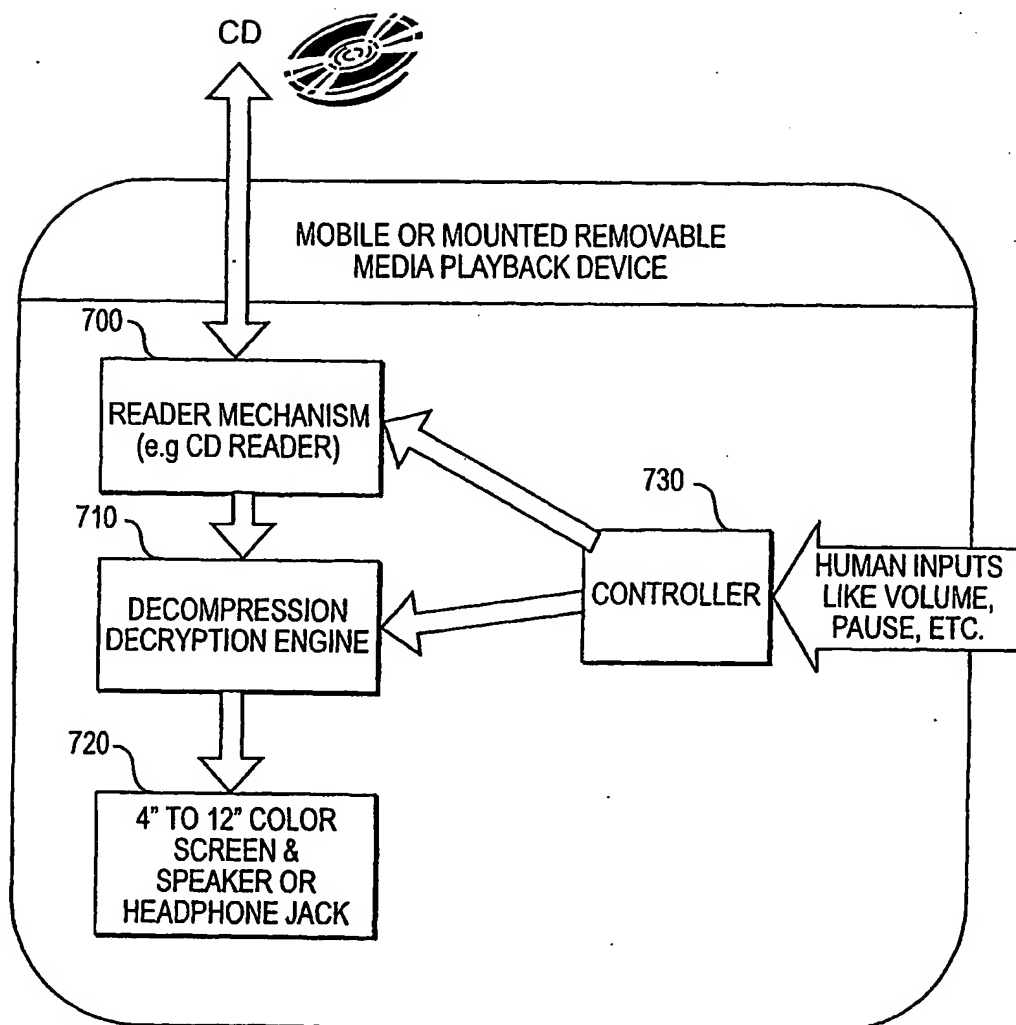 CD
MOBILE OR MOUNTED REMOVABLE
MEDIA PLAYBACK DEVICE
700
READER MECHANISM
(e.g CD READER)
730
710
CONTROLLER
HUMAN INPUTS
LIKE VOLUME,
PAUSE, ETC.
DECOMPRESSION
DECRYPTION ENGINE
720
4" TO 12" COLOR
SCREEN &
SPEAKER OR
HEADPHONE JACK